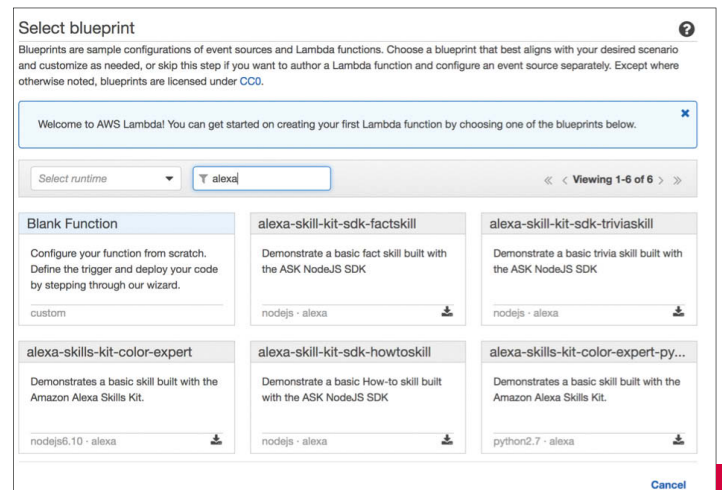 Select blueprint
Blueprints are sample configurations of event sources and Lambda functions. Choose a blueprint that best aligns with your desired scenario
and customize as needed, or skip this step if you want to author a Lambda function and configure an event source separately. Except where
otherwise noted, blueprints are licensed under CC0.
Welcome to AWS Lambda! You can get started on creating your first Lambda function by choosing one of the blueprints below.
Select runtime alexa « < Viewing 1-6 of 6 > »
Blank Function
Configure your function from scratch.
Define the trigger and deploy your code
by stepping through our wizard.
custom
alexa-skill-kit-sdk-factskill
Demonstrate a basic fact skill built with
the ASK NodeJS SDK
nodejs · alexa
alexa-skill-kit-sdk-triviaskill
Demonstrate a basic trivia skill built with
the ASK NodeJS SDK
nodejs · alexa
alexa-skills-kit-color-expert
Demonstrates a basic skill built with the
Amazon Alexa Skills Kit.
nodejs6.10 · alexa
alexa-skill-kit-sdk-howtoskill
Demonstrate a basic How-to skill built
with the ASK NodeJS SDK
nodejs · alexa
alexa-skills-kit-color-expert-py...
Demonstrates a basic skill built with the
Amazon Alexa Skills Kit.
python2.7 · alexa
Cancel